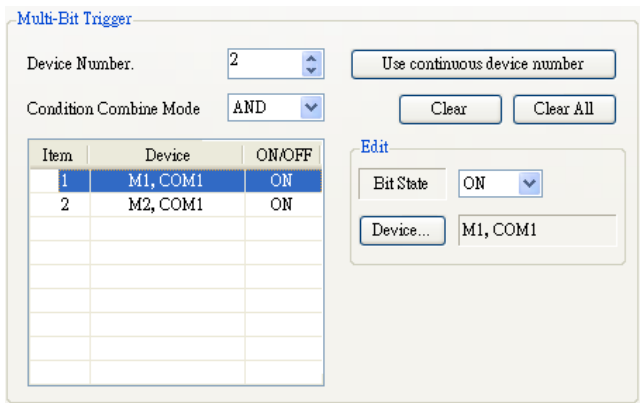 Multi-Bit Trigger
Device Number. 2 Use continuous device number
Condition Combine Mode AND Clear Clear All
Item Device ON/OFF
1 M1, COM1 ON
2 M2, COM1 ON
Edit
Bit State ON
Device... M1, COM1